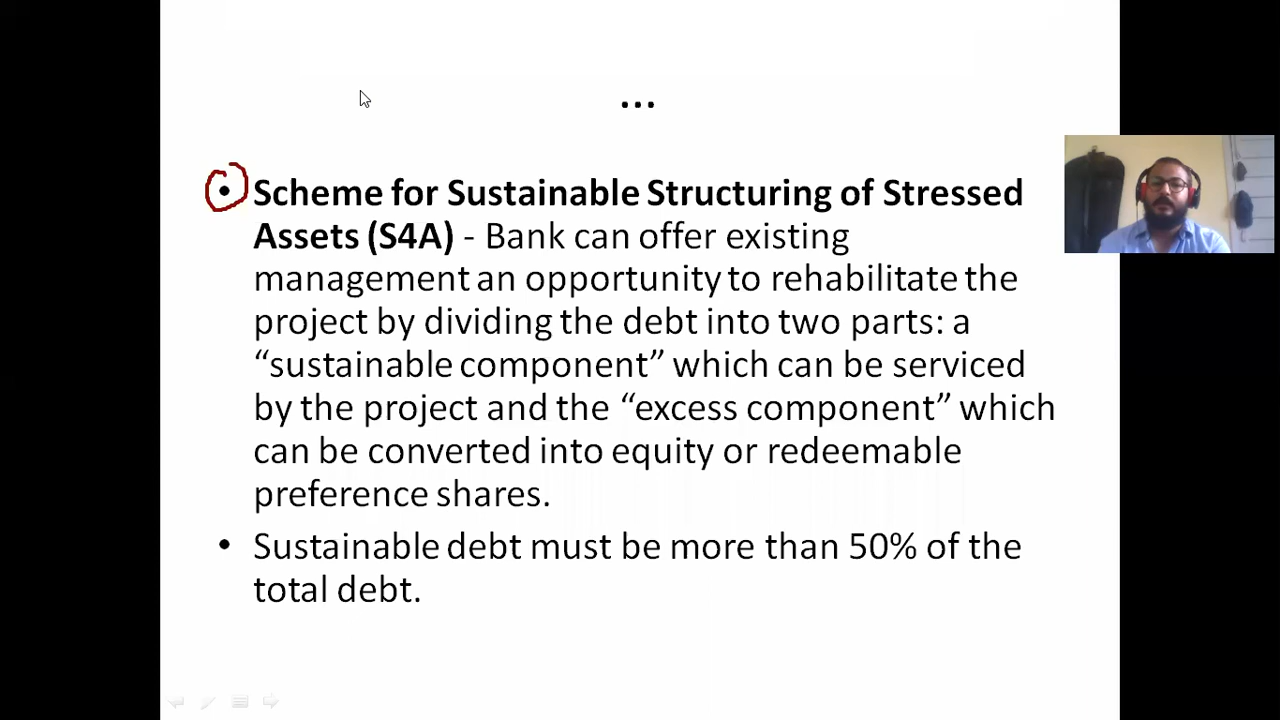 ...
• Scheme for Sustainable Structuring of Stressed
Assets (S4A) - Bank can offer existing
management an opportunity to rehabilitate the
project by dividing the debt into two parts: a
“sustainable component” which can be serviced
by the project and the “excess component” which
can be converted into equity or redeemable
preference shares.
• Sustainable debt must be more than 50% of the
total debt.